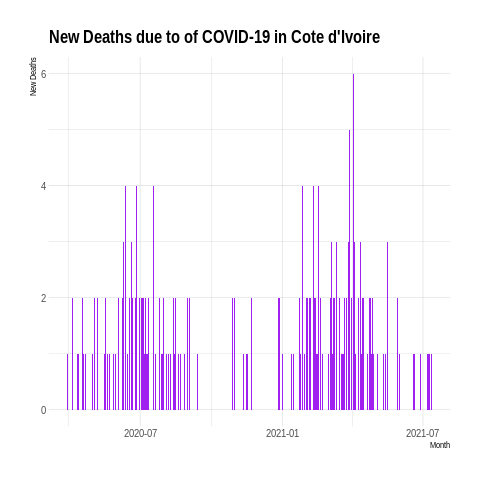 New Deaths due to of COVID-19 in Cote d'Ivoire
New Deaths
6
4
2
0
2020-07
2021-01
2021-07
Month